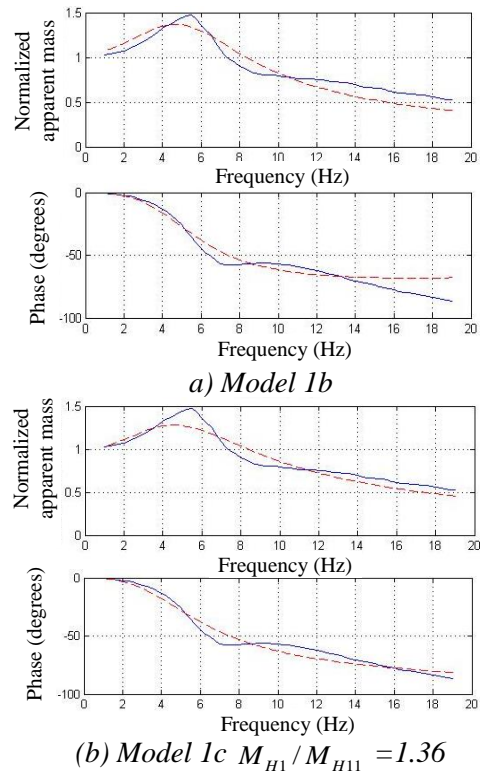 1.5
1
0.5
0
Normalized
apparent mass
0 2 4 6 8 10 12 14 16 18 20
Frequency (Hz)
0
-50
-100
Phase (degrees)
0 2 4 6 8 10 12 14 16 18 20
Frequency (Hz)
a) Model 1b
1.5
1
0.5
0
Normalized
apparent mass
0 2 4 6 8 10 12 14 16 18 20
Frequency (Hz)
0
-50
-100
Phase (degrees)
0 2 4 6 8 10 12 14 16 18 20
Frequency (Hz)
(b) Model 1c M_{H1} / M_{H11} =1.36